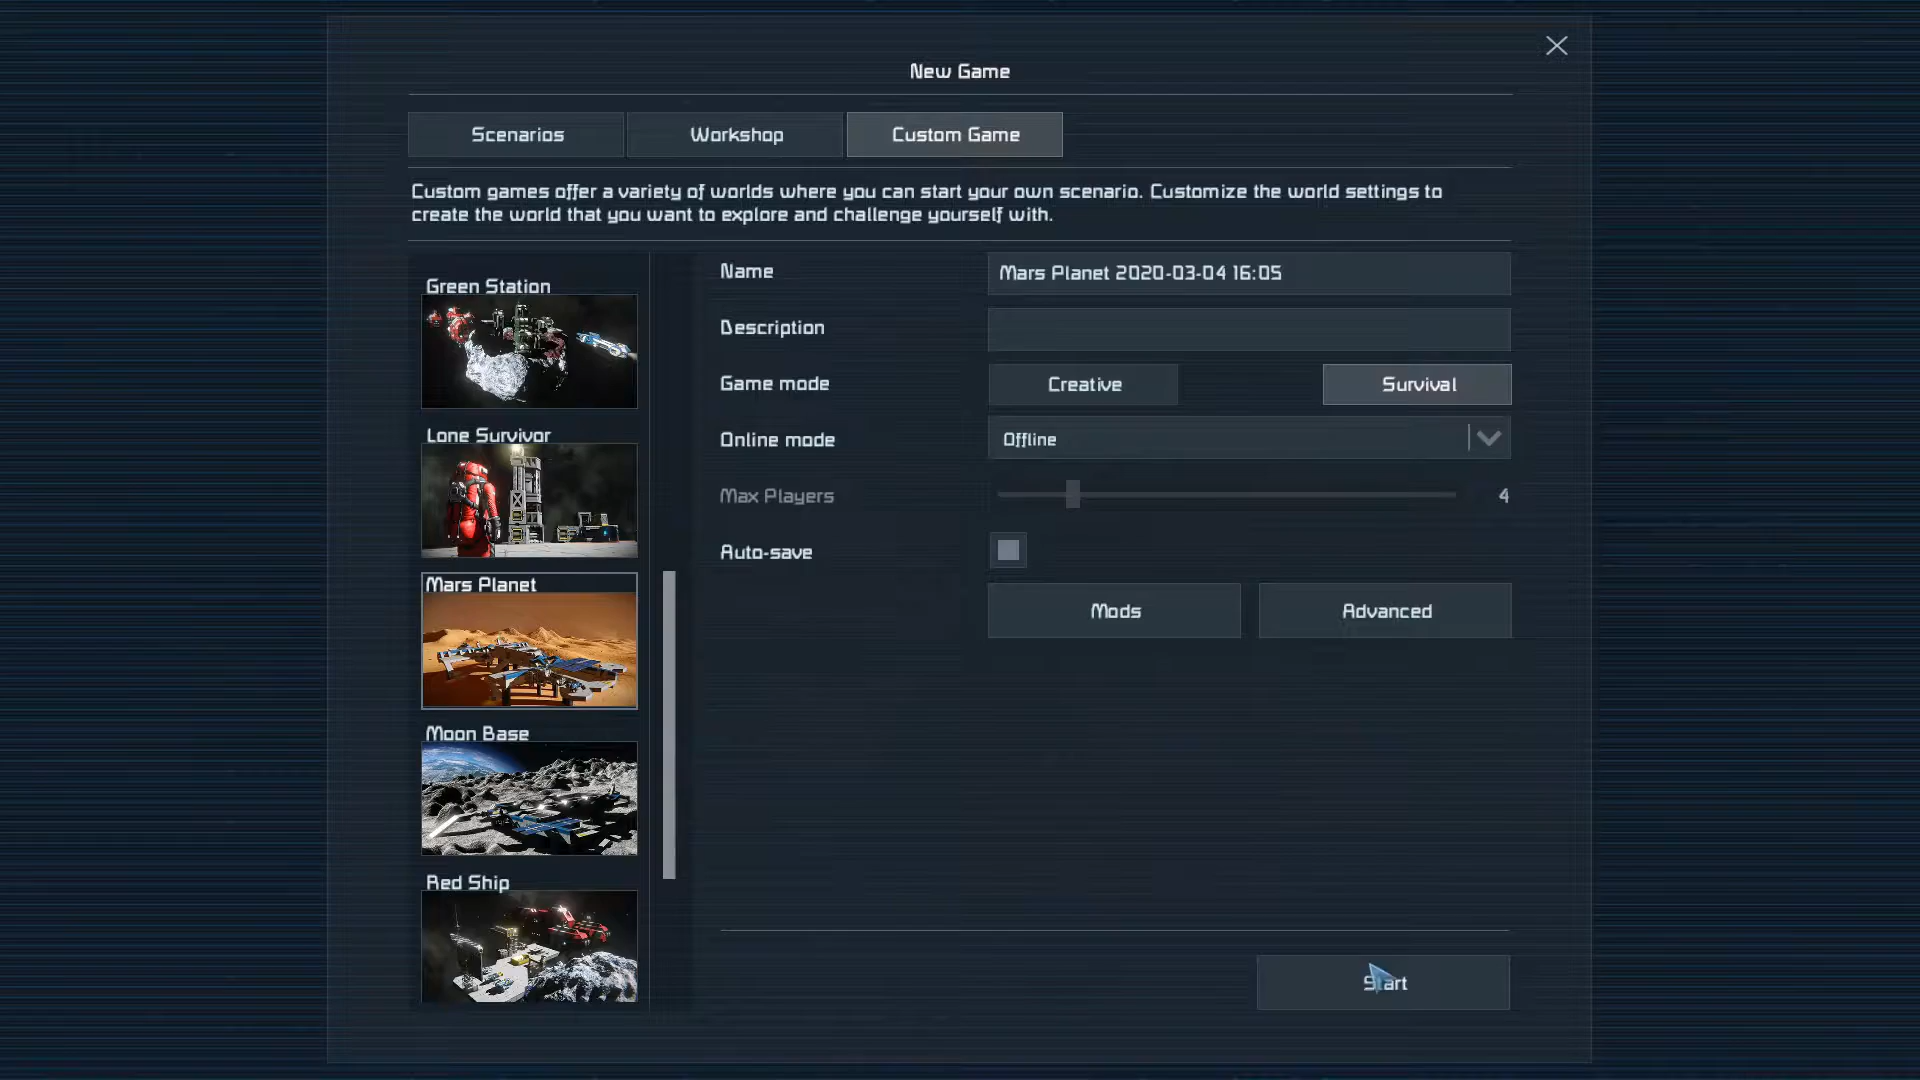 New Game
Scenarios
Workshop
Custom Game
Custom games offer a variety of worlds where you can start your own scenario. Customize the world settings to
create the world that you want to explore and challenge yourself with.
Green Station
Lone Survivor
Mars Planet
Moon Base
Red Ship
Name
Mars Planet 2020-03-04 16:05
Description
Game mode
Creative
Survival
Online mode
Offline
Max Players
4
Auto-save
Mods
Advanced
Start